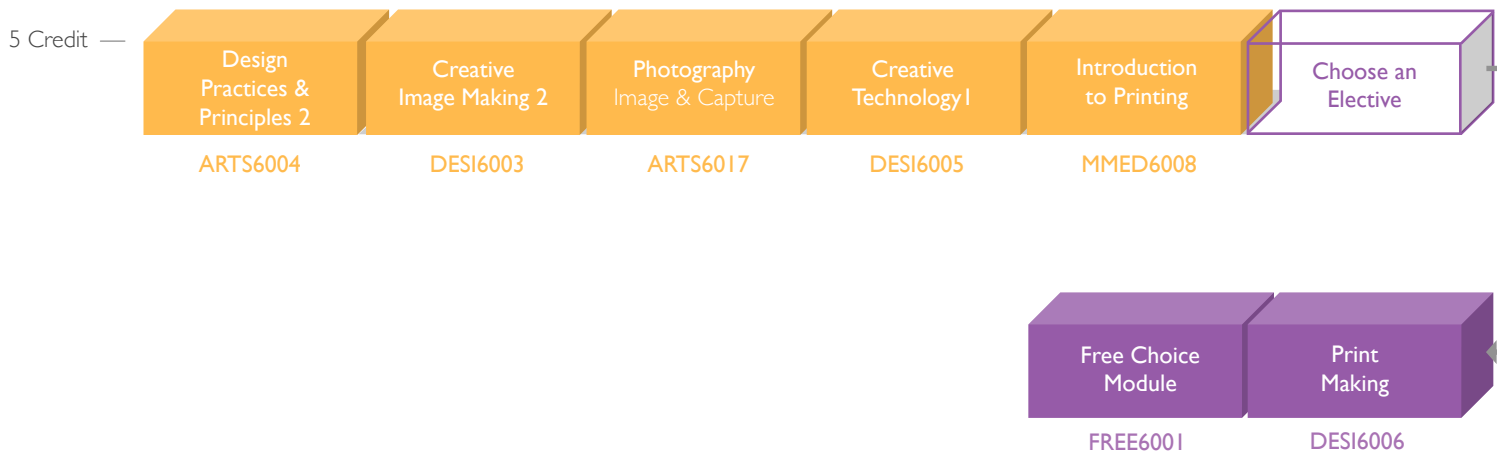 5 Credit —
Design
Practices &
Principles 2
Creative
Image Making 2
Photography
Image & Capture
Creative
Technology1
Introduction
to Printing
Choose an
Elective
ARTS6004
DESI6003
ARTS6017
DESI6005
MMED6008
Free Choice
Module
Print
Making
FREE6001
DESI6006